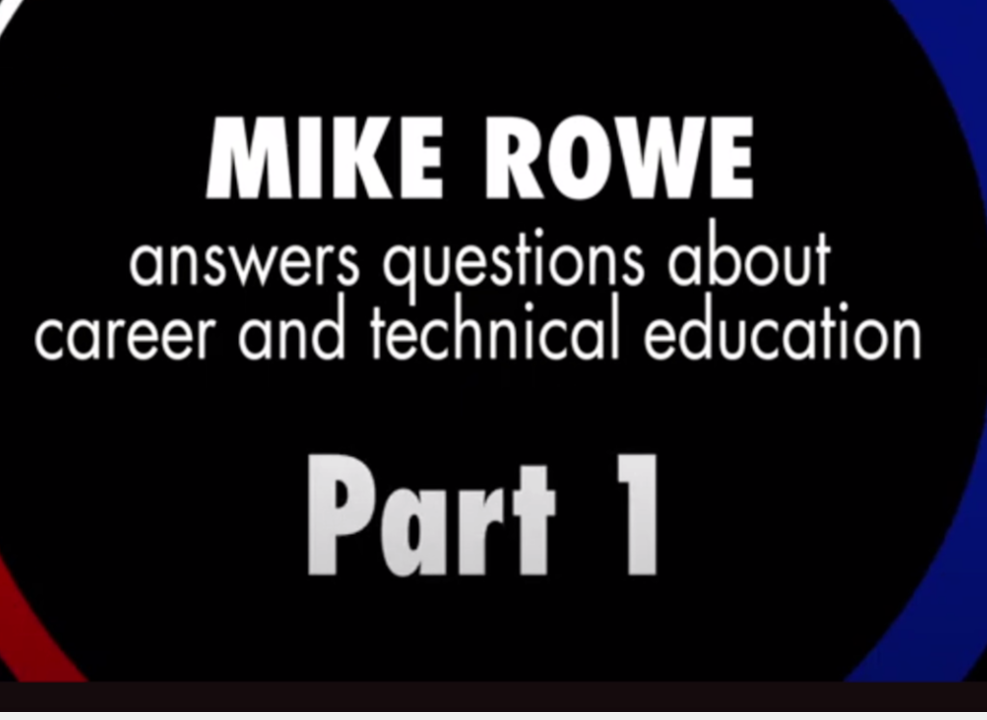 MIKE ROWE
answers questions about
career and technical education
Part 1